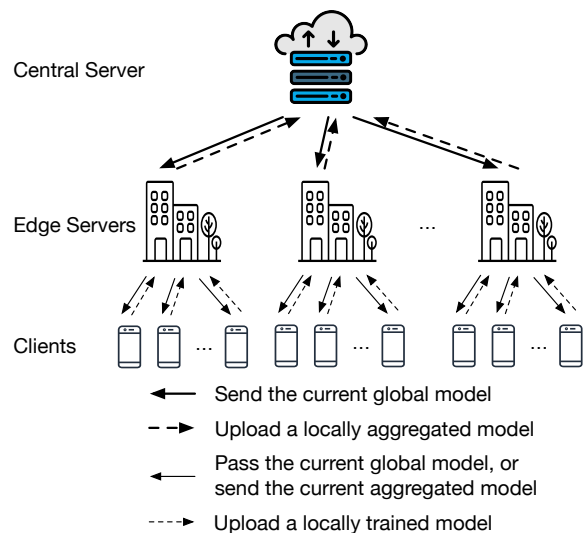 Central Server
Edge Servers
...
Clients
... ... ...
Send the current global model
Upload a locally aggregated model
Pass the current global model, or
send the current aggregated model
Upload a locally trained model